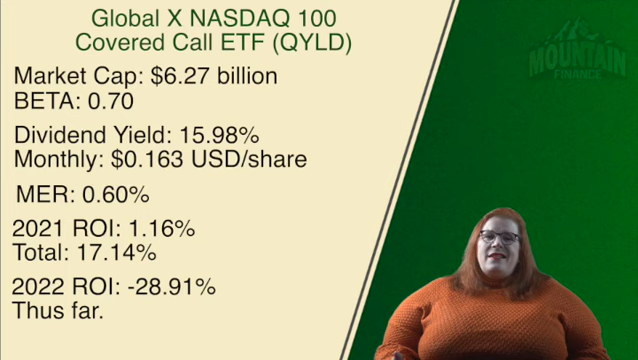 Global X NASDAQ 100
Covered Call ETF (QYLD)
Market Cap: $6.27 billion
BETA: 0.70
Dividend Yield: 15.98%
Monthly: $0.163 USD/share
MER: 0.60%
2021 ROI: 1.16%
Total: 17.14%
2022 ROI: -28.91%
Thus far.
MOUNTAIN
FINANCE